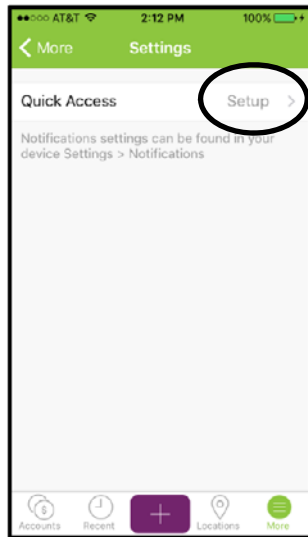 AT&T 2:12 PM 100%
More Settings
Quick Access Setup
Notifications settings can be found in your
device Settings > Notifications
Accounts Recent Locations More